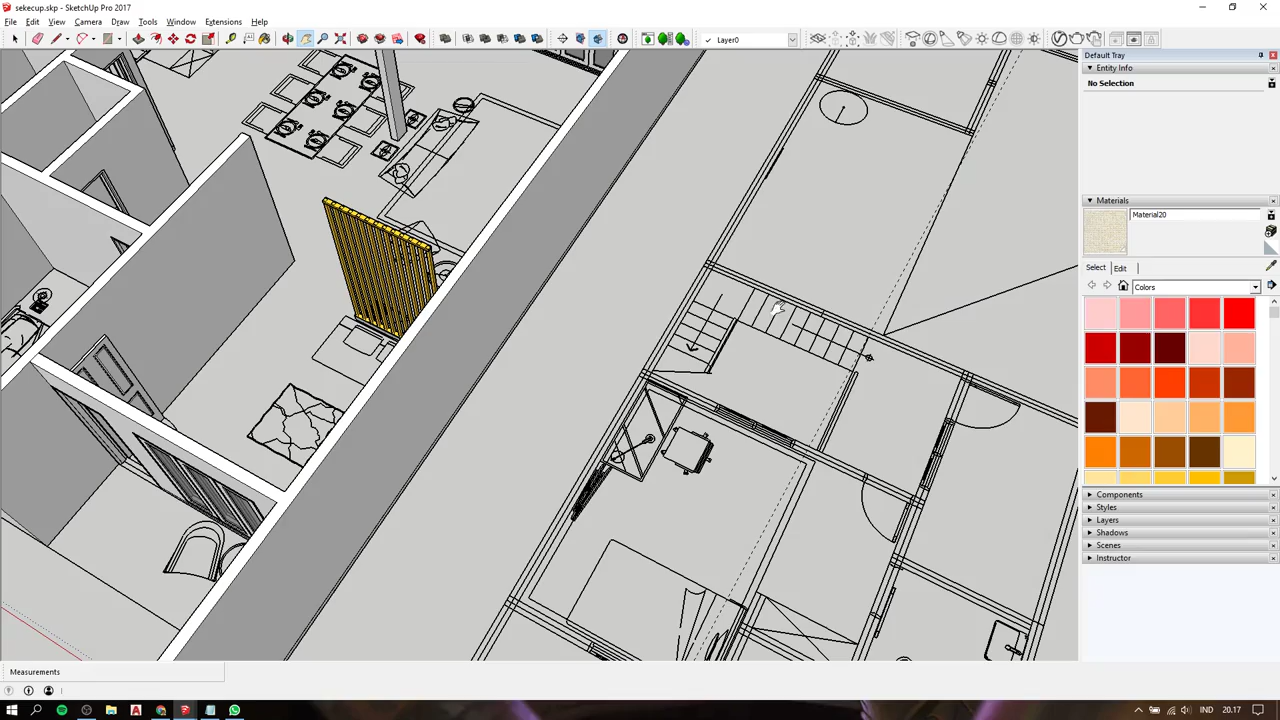 sekecup.skp - SketchUp Pro 2017
File Edit View Camera Draw Tools Window Extensions Help
Layer0
Default Tray
Entity Info
No Selection
Materials
Material20
Select Edit
Colors
Components
Styles
Layers
Shadows
Scenes
Instructor
Measurements
IND 20.17